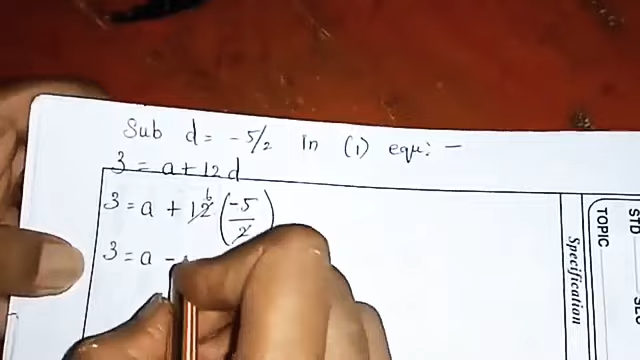 Sub d = -5/2 in (1) equ: -
3 = a + 12d
3 = a + 12 6 (-5/2)
3 = a -
Specification
TOPIC
STD